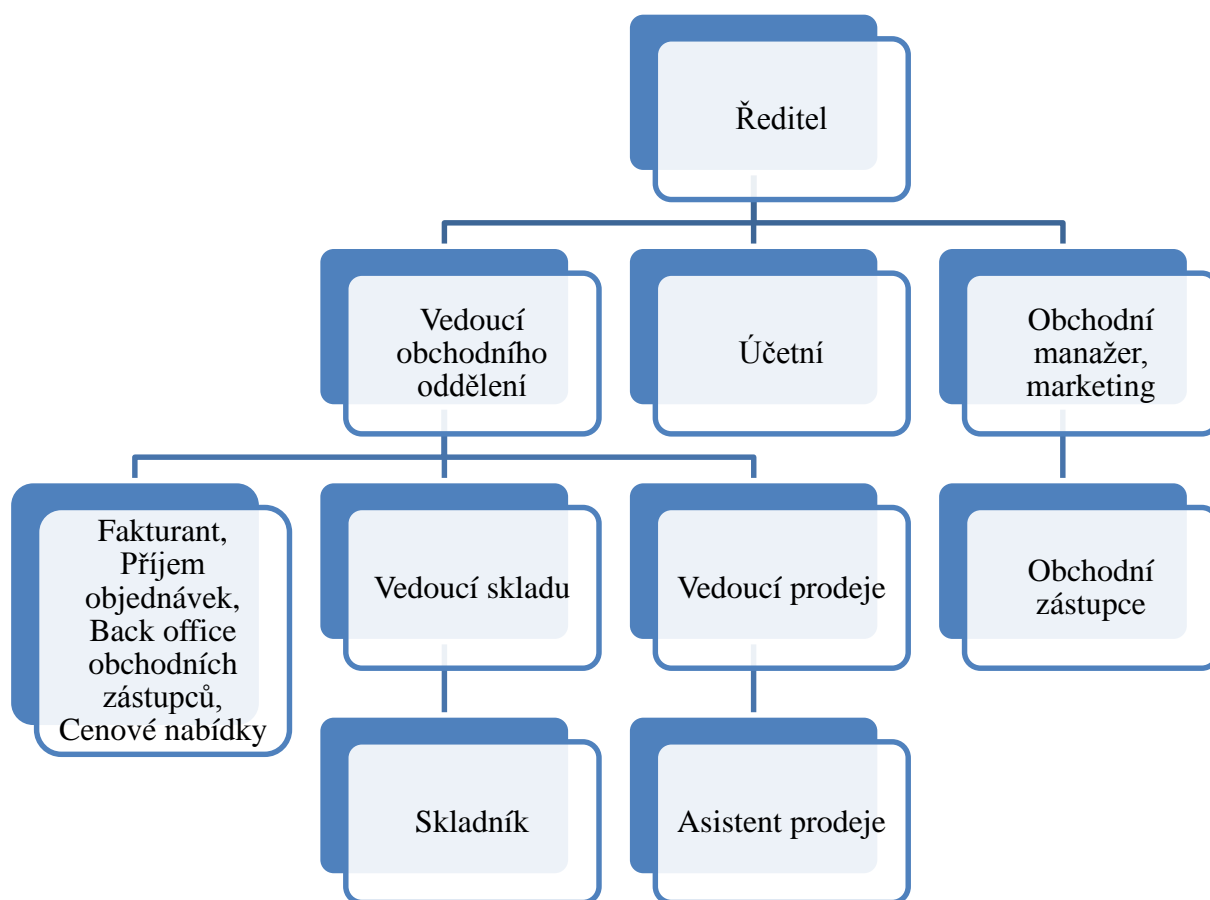 Ředitel
Vedoucí
obchodního
oddělení
Účetní
Obchodní
manažer,
marketing
Fakturant,
Příjem
objednávek,
Back office
obchodních
zástupců,
Cenové nabídky
Vedoucí skladu
Vedoucí prodeje
Obchodní
zástupce
Skladník
Asistent prodeje